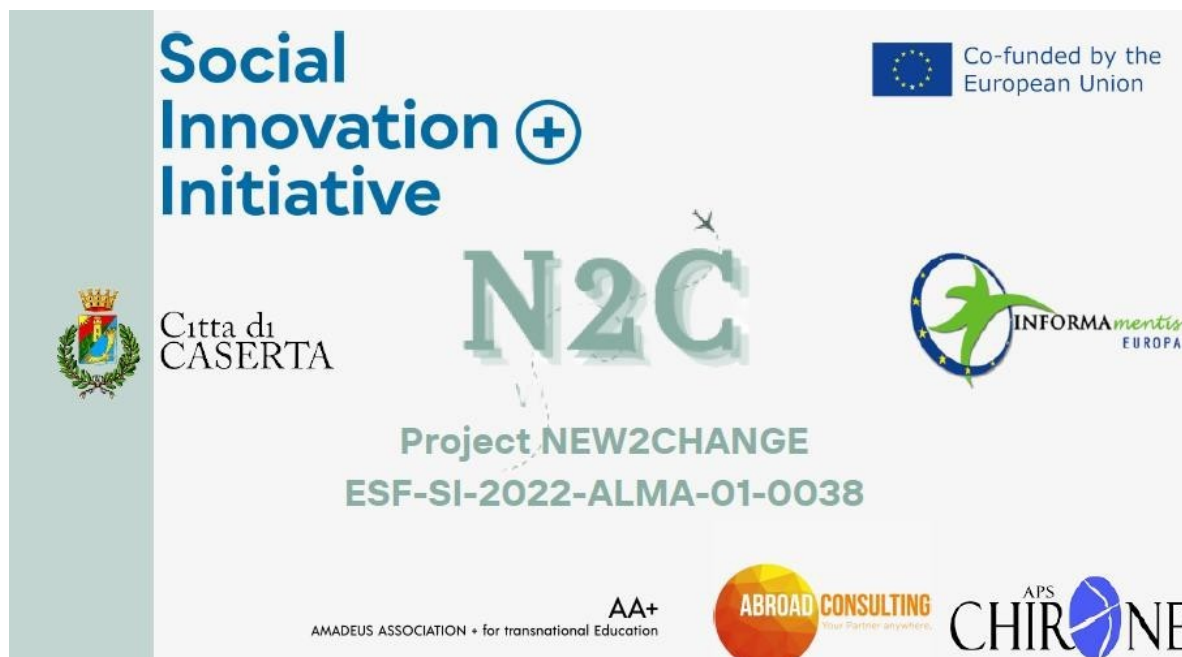 Social
Innovation +
Initiative
Co-funded by the
European Union
N2C
Citta di
CASERTA
INFORMAmentis
EUROPA
Project NEW2CHANGE
ESF-SI-2022-ALMA-01-0038
AA+
AMADEUS ASSOCIATION + for transnational Education
ABROAD CONSULTING
Your Partner anywhere.
APS
CHIRONE